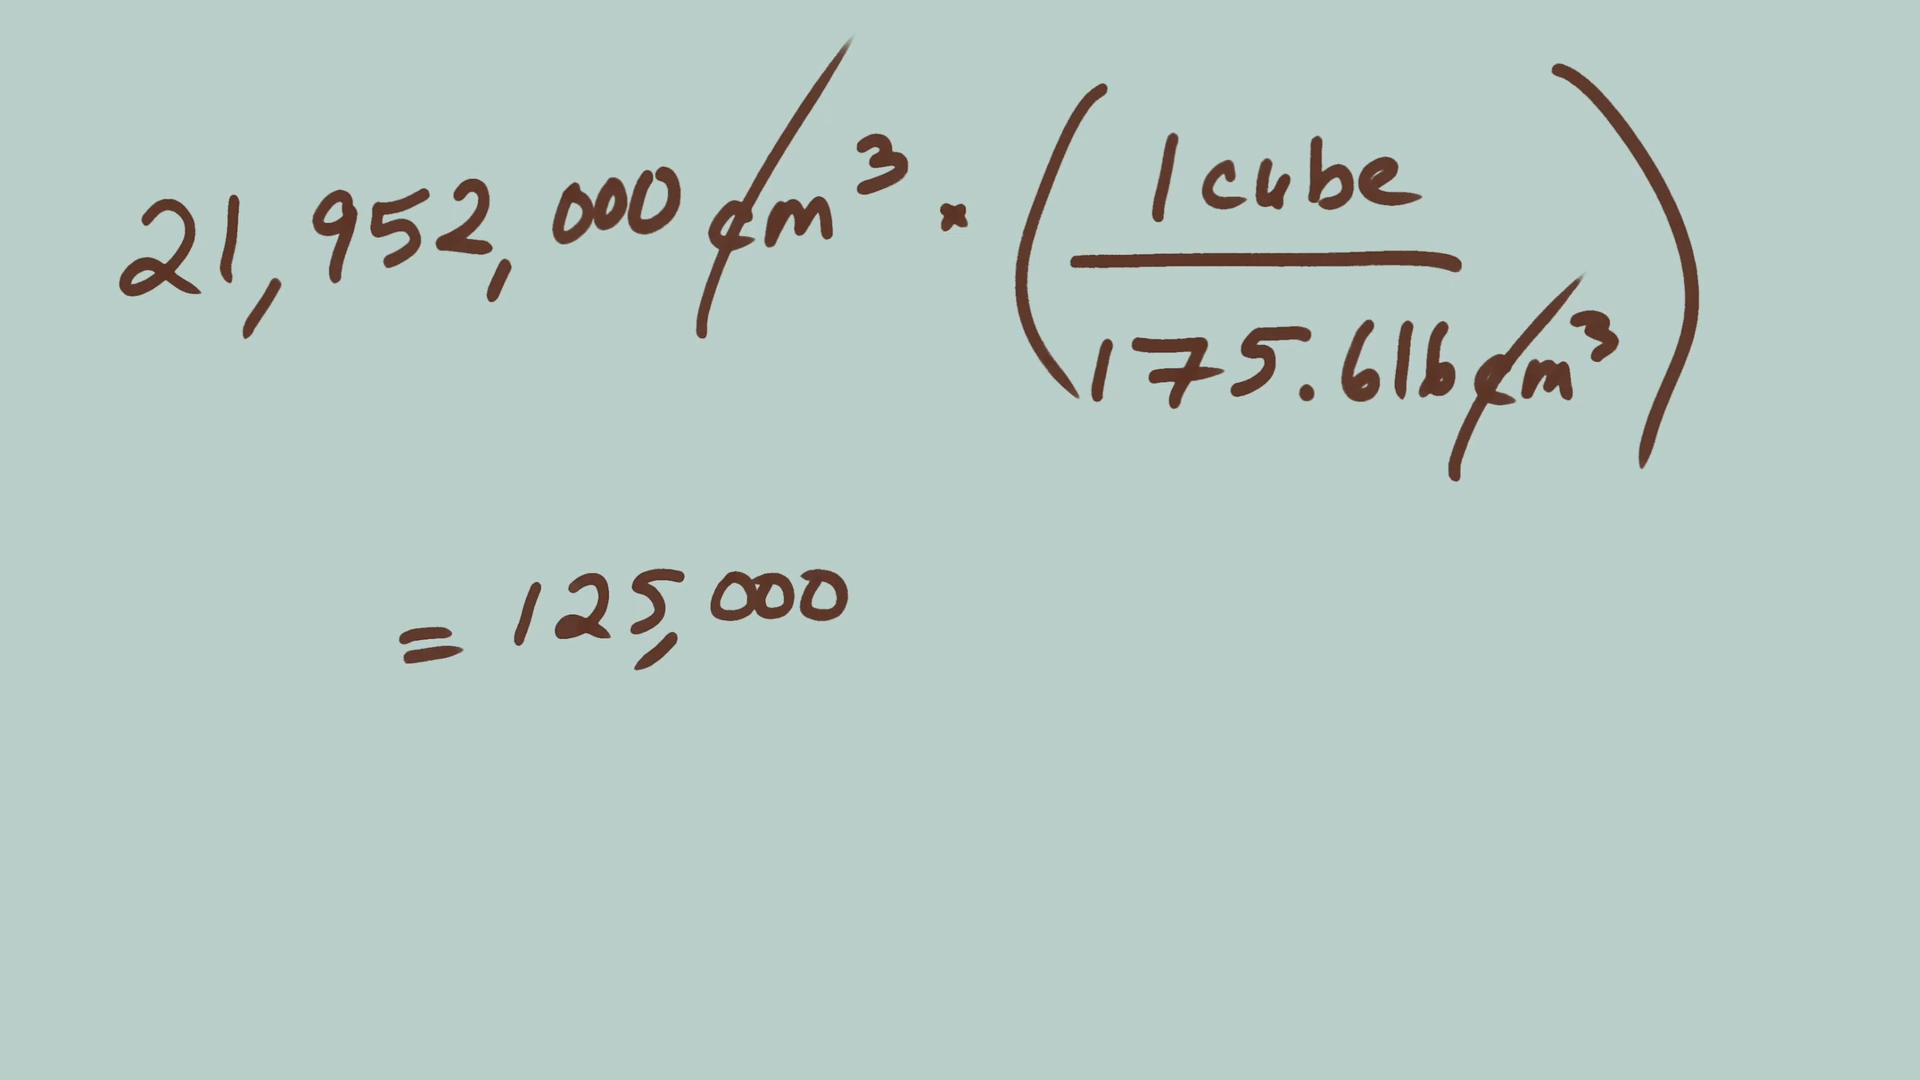 21,952,000 cm³ · (1 cube / 175.616 cm³)
= 125,000